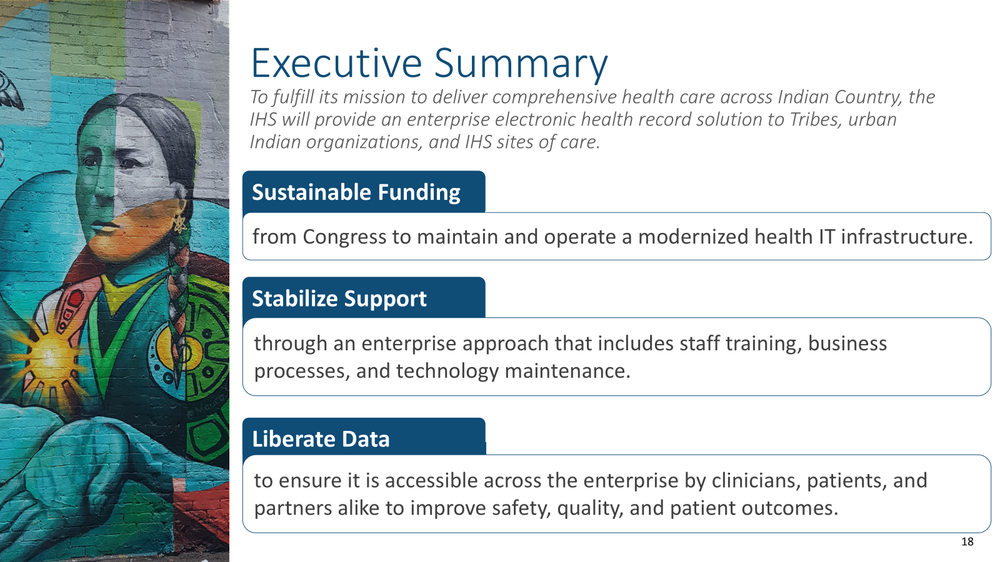 Executive Summary
To fulfill its mission to deliver comprehensive health care across Indian Country, the
IHS will provide an enterprise electronic health record solution to Tribes, urban
Indian organizations, and IHS sites of care.
Sustainable Funding
from Congress to maintain and operate a modernized health IT infrastructure.
Stabilize Support
through an enterprise approach that includes staff training, business
processes, and technology maintenance.
Liberate Data
to ensure it is accessible across the enterprise by clinicians, patients, and
partners alike to improve safety, quality, and patient outcomes.
18